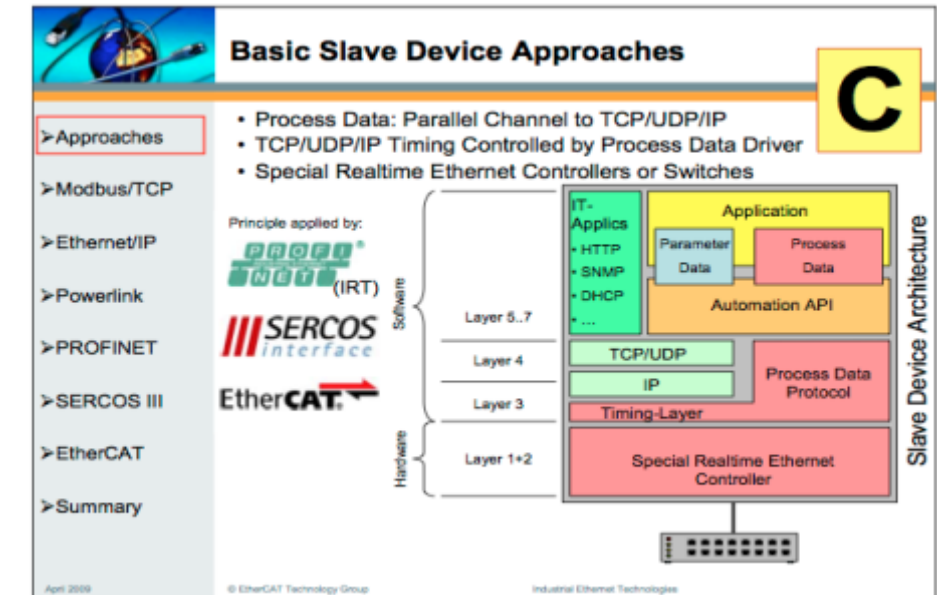 Basic Slave Device Approaches
C
• Process Data: Parallel Channel to TCP/UDP/IP
• TCP/UDP/IP Timing Controlled by Process Data Driver
• Special Realtime Ethernet Controllers or Switches
➢Approaches
➢Modbus/TCP
➢Ethernet/IP
➢Powerlink
➢PROFINET
➢SERCOS III
➢EtherCAT
➢Summary
Principle applied by:
PROFI
NET®
(IRT)
SERCOS
interface
EtherCAT.
Software
Hardware
Layer 5..7
Layer 4
Layer 3
Layer 1+2
IT-
Applics
• HTTP
• SNMP
• DHCP
• ...
Application
Parameter
Data
Process
Data
Automation API
TCP/UDP
IP
Process Data
Protocol
Timing-Layer
Special Realtime Ethernet
Controller
Slave Device Architecture
April 2009
© EtherCAT Technology Group
Industrial Ethernet Technologies